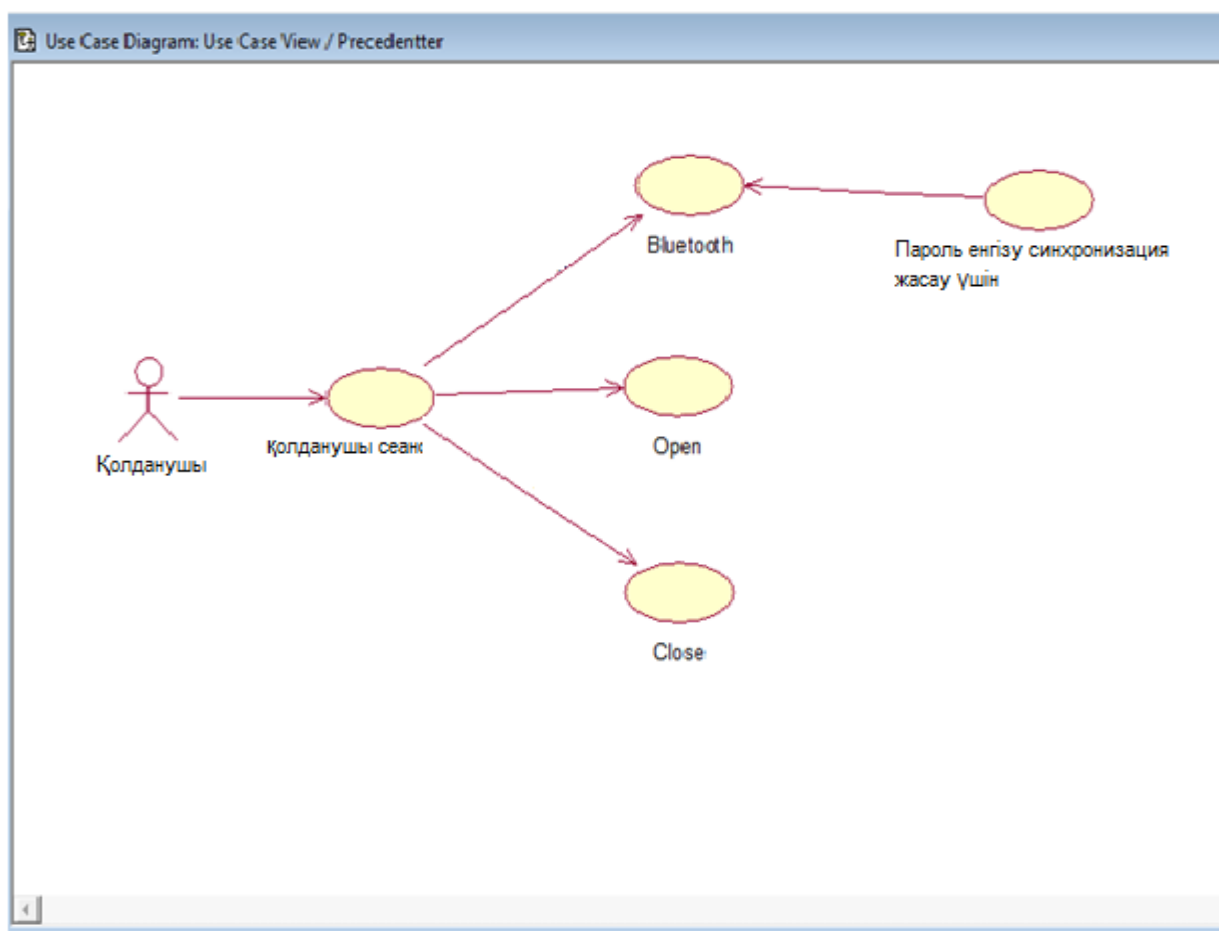 Use Case Diagram: Use Case View / Precedentter
Bluetooth
Пароль енгізу синхронизация
жасау үшін
Қолданушы
Қолданушы сеанс
Open
Close